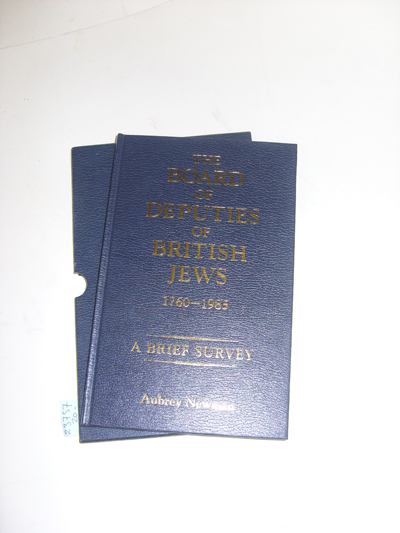 THE
BOARD
OF
DEPUTIES
OF
BRITISH
JEWS
1760–1985
A BRIEF SURVEY
Aubrey Newman